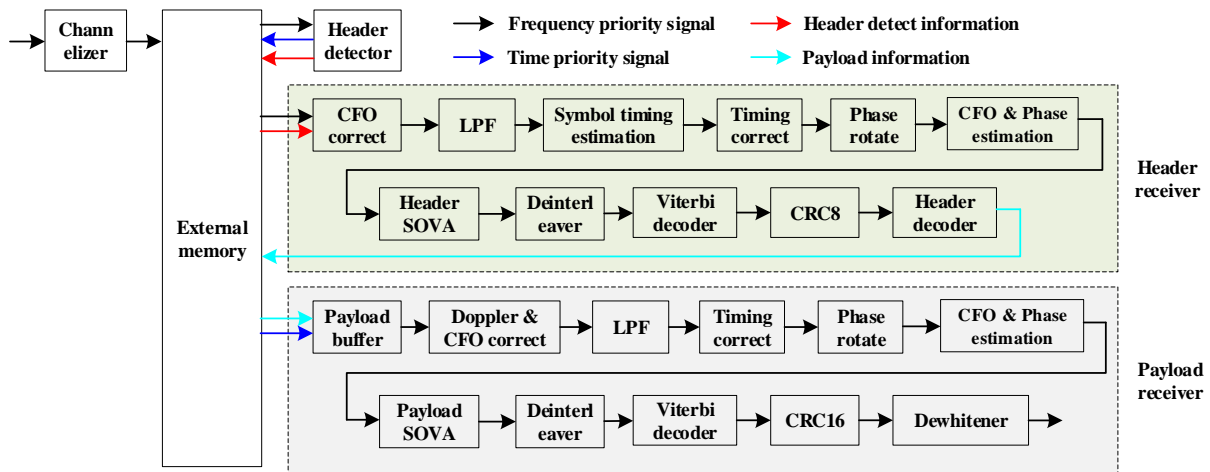 Chann
elizer
External
memory
Header
detector
Frequency priority signal
Time priority signal
Header detect information
Payload information
CFO
correct
LPF
Symbol timing
estimation
Timing
correct
Phase
rotate
CFO & Phase
estimation
Header
SOVA
Deinterl
eaver
Viterbi
decoder
CRC8
Header
decoder
Header
receiver
Payload
buffer
Doppler &
CFO correct
LPF
Timing
correct
Phase
rotate
CFO & Phase
estimation
Payload
SOVA
Deinterl
eaver
Viterbi
decoder
CRC16
Dewhitener
Payload
receiver